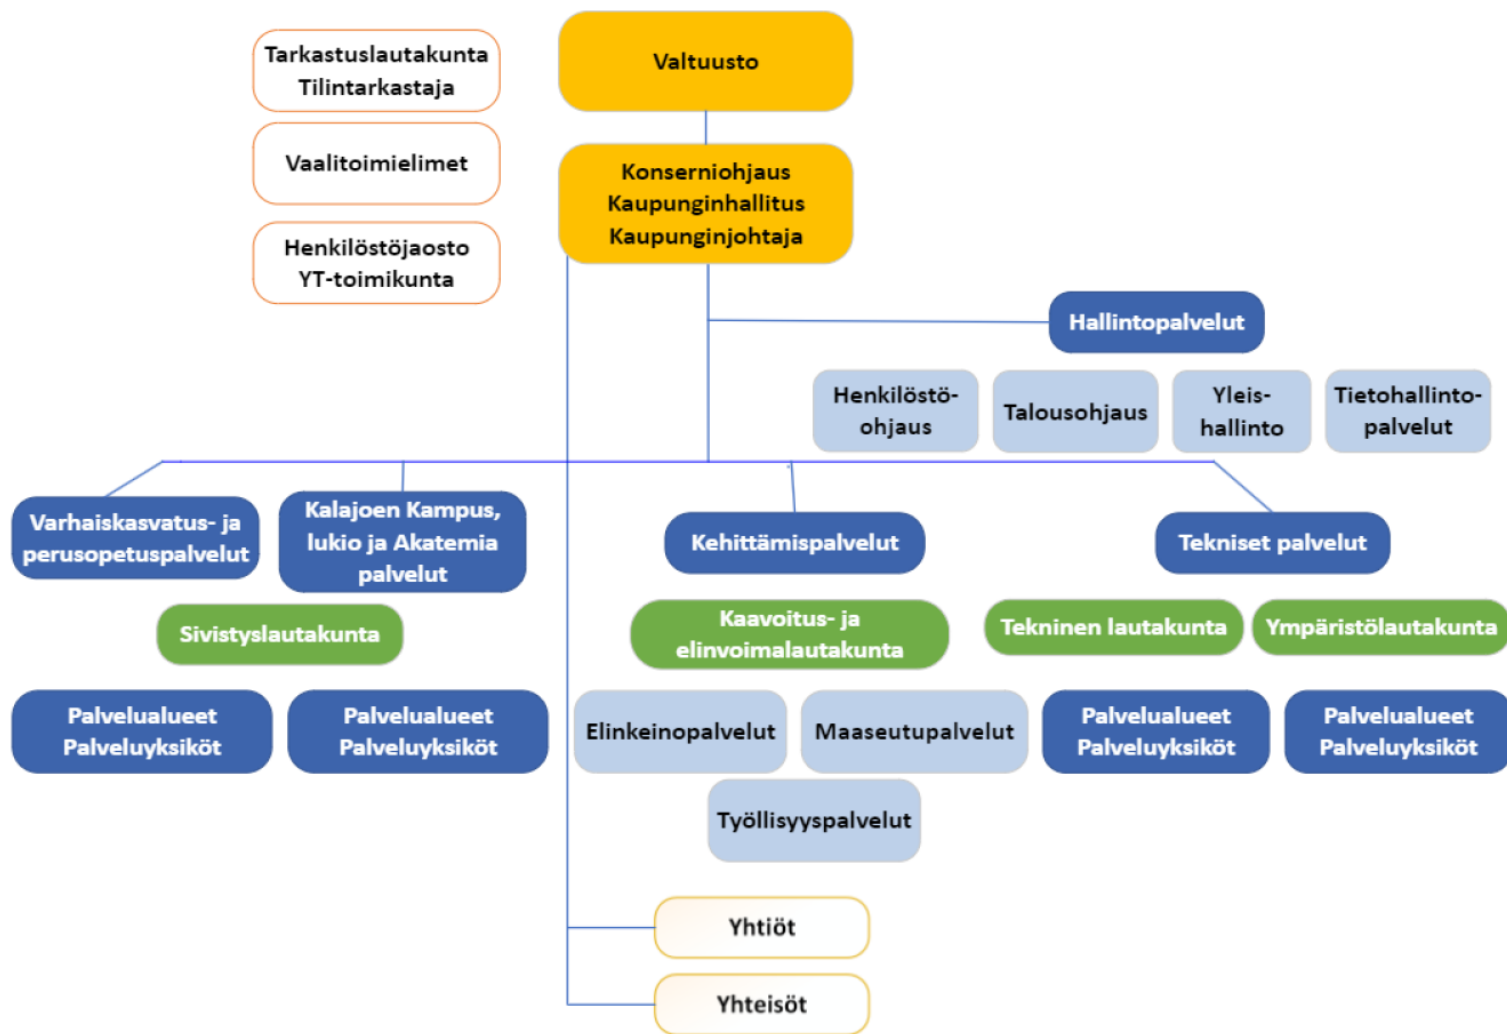 Tarkastuslautakunta
Tilintarkastaja
Valtuusto
Vaalitoimielimet
Konserniohjaus
Kaupunginhallitus
Kaupunginjohtaja
Henkilöstöjaosto
YT-toimikunta
Hallintopalvelut
Henkilöstö-
ohjaus
Talousohjaus
Yleis-
hallinto
Tietohallinto-
palvelut
Varhaiskasvatus- ja
perusopetuspalvelut
Kalajoen Kampus,
lukio ja Akatemia
palvelut
Kehittämispalvelut
Tekniset palvelut
Sivistyslautakunta
Kaavoitus- ja
elinvoimalautakunta
Tekninen lautakunta
Ympäristölautakunta
Palvelualueet
Palveluyksiköt
Palvelualueet
Palveluyksiköt
Elinkeinopalvelut
Maaseutupalvelut
Palvelualueet
Palveluyksiköt
Palvelualueet
Palveluyksiköt
Työllisyyspalvelut
Yhtiöt
Yhteisöt